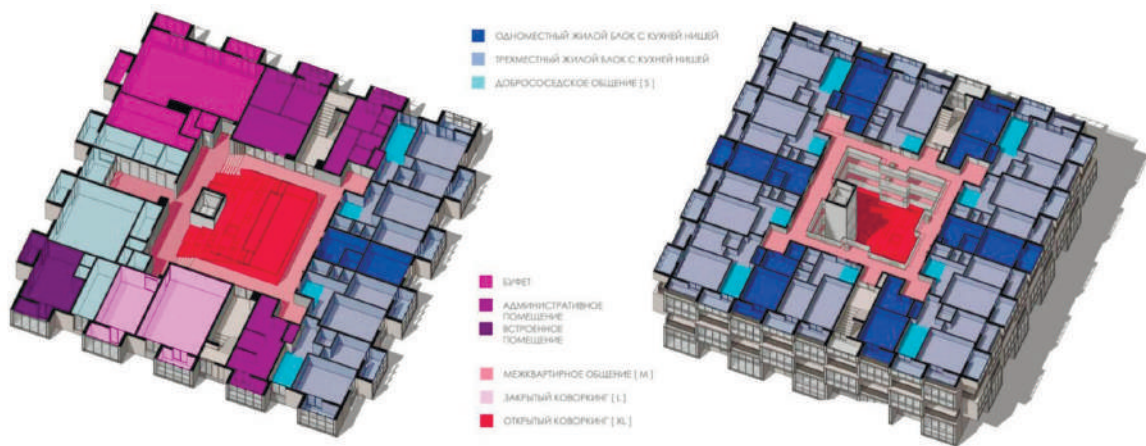 ОДНОМЕСТНЫЙ ЖИЛОЙ БЛОК С КУХНЕЙ НИШЕЙ
ТРЕХМЕСТНЫЙ ЖИЛОЙ БЛОК С КУХНЕЙ НИШЕЙ
ДОБРОСОСЕДСКОЕ ОБЩЕНИЕ [ S ]
БУФЕТ
АДМИНИСТРАТИВНОЕ
ПОМЕЩЕНИЕ
ВСТРОЕННОЕ
ПОМЕЩЕНИЕ
МЕЖКВАРТИРНОЕ ОБЩЕНИЕ [ M ]
ЗАКРЫТЫЙ КОВОРКИНГ [ L ]
ОТКРЫТЫЙ КОВОРКИНГ [ XL ]